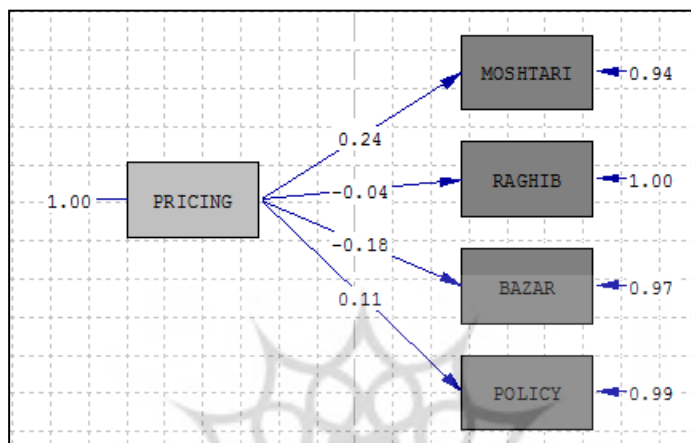 MOSHTARI
0.94
0.24
RAGHIB
1.00
-0.04
1.00
PRICING
-0.18
BAZAR
0.97
0.11
POLICY
0.99